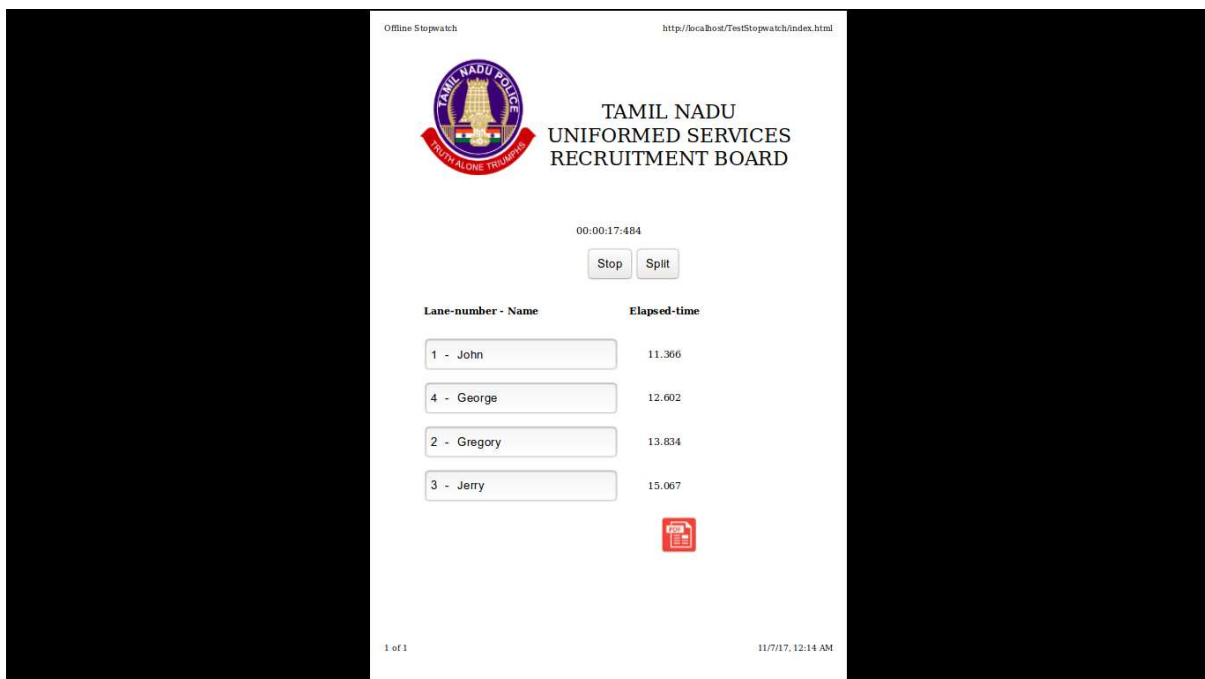 Offline Stopwatch
http://localhost/TestStopwatch/index.html
TAMIL NADU POLICE
TRUTH ALONE TRIUMPHS
TAMIL NADU
UNIFORMED SERVICES
RECRUITMENT BOARD
00:00:17:484
Stop Split
Lane-number - Name Elapsed-time
1 - John 11.366
4 - George 12.602
2 - Gregory 13.834
3 - Jerry 15.067
PDF
1 of 1
11/7/17, 12:14 AM